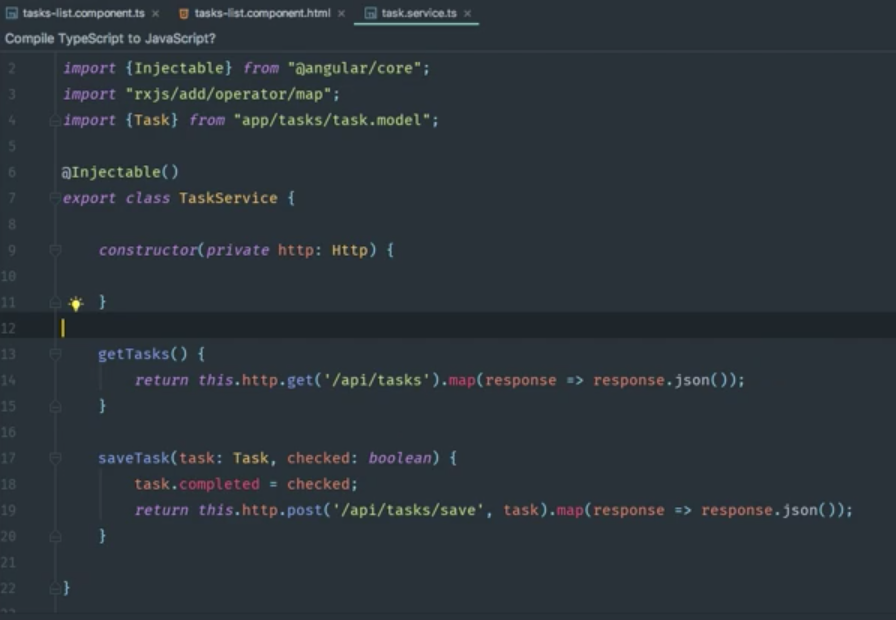 tasks-list.component.ts × tasks-list.component.html × task.service.ts ×
Compile TypeScript to JavaScript?
2 import {Injectable} from "@angular/core";
3 import "rxjs/add/operator/map";
4 import {Task} from "app/tasks/task.model";
5
6 @Injectable()
7 export class TaskService {
8
9 constructor(private http: Http) {
10
11 }
12
13 getTasks() {
14 return this.http.get('/api/tasks').map(response => response.json());
15 }
16
17 saveTask(task: Task, checked: boolean) {
18 task.completed = checked;
19 return this.http.post('/api/tasks/save', task).map(response => response.json());
20 }
21
22 }